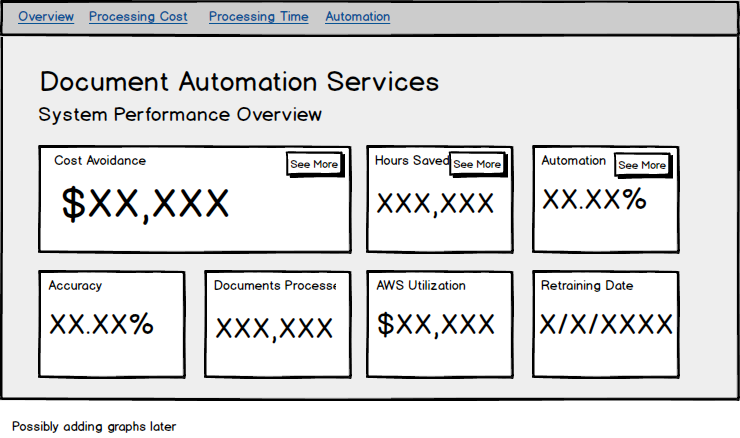 Overview Processing Cost Processing Time Automation
Document Automation Services
System Performance Overview
Cost Avoidance See More
$XX,XXX
Hours Saved See More
XXX,XXX
Automation See More
XX.XX%
Accuracy
XX.XX%
Documents Processe
XXX,XXX
AWS Utilization
$XX,XXX
Retraining Date
X/X/XXXX
Possibly adding graphs later